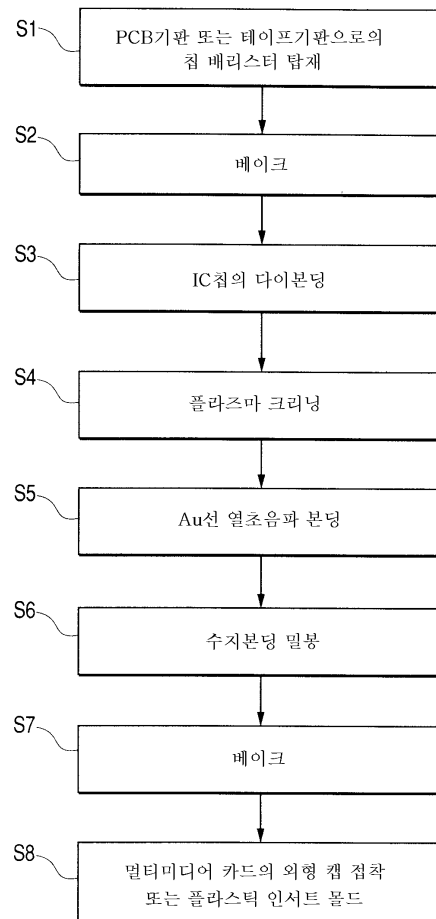 S1
PCB기판 또는 테이프기판으로의
칩 배리스터 탑재
S2
베이크
S3
IC칩의 다이본딩
S4
플라즈마 크리닝
S5
Au선 열초음파 본딩
S6
수지본딩 밀봉
S7
베이크
S8
멀티미디어 카드의 외형 캡 접착
또는 플라스틱 인서트 몰드